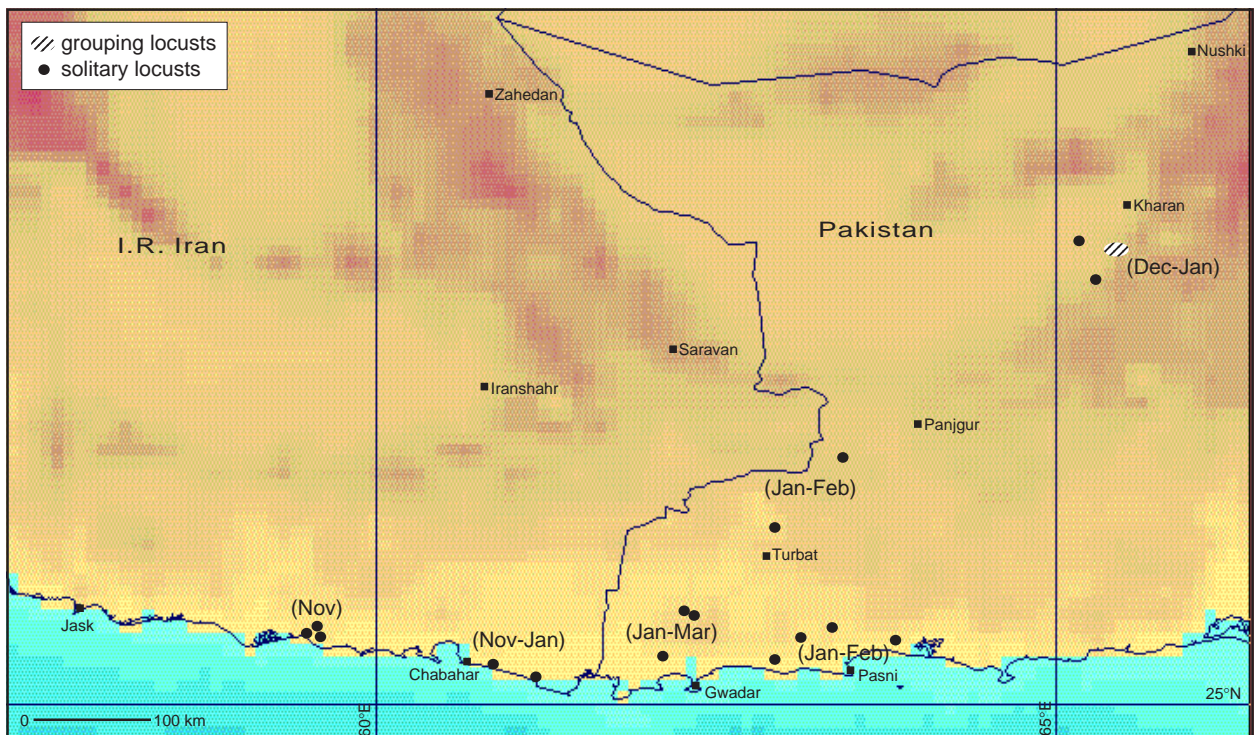 grouping locusts
solitary locusts
Nushki
Zahedan
Kharan
Pakistan
I.R. Iran
(Dec-Jan)
Saravan
Iranshahr
Panjgur
(Jan-Feb)
Turbat
(Nov)
Jask
(Nov-Jan)
(Jan-Mar)
(Jan-Feb)
Chabahar
Pasni
Gwadar
25°N
0 100 km
60°E
65°E